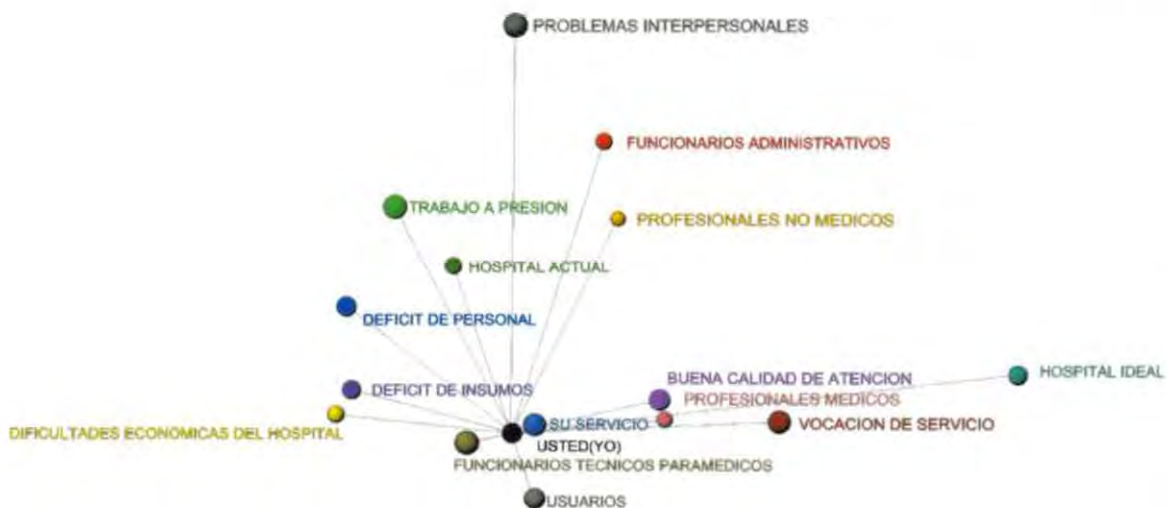 PROBLEMAS INTERPERSONALES
FUNCIONARIOS ADMINISTRATIVOS
TRABAJO A PRESION
PROFESIONALES NO MEDICOS
HOSPITAL ACTUAL
DEFICIT DE PERSONAL
HOSPITAL IDEAL
BUENA CALIDAD DE ATENCION
DEFICIT DE INSUMOS
PROFESIONALES MEDICOS
SU SERVICIO
VOCACION DE SERVICIO
DIFICULTADES ECONOMICAS DEL HOSPITAL
USTED(YO)
FUNCIONARIOS TECNICOS PARAMEDICOS
USUARIOS